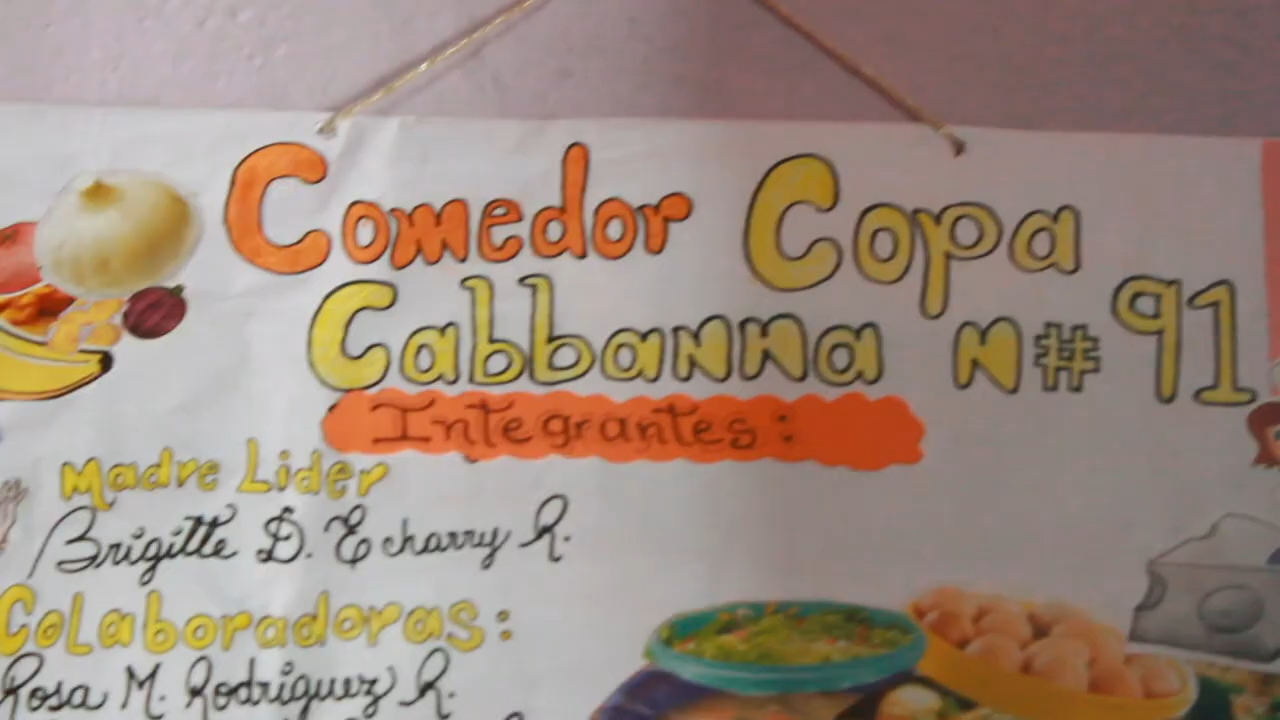 Comedor Copa
Cabbanna N# 91
Integrantes:
Madre Lider
Brigitte D. Echarry R.
Colaboradoras:
Rosa M. Rodriguez R.